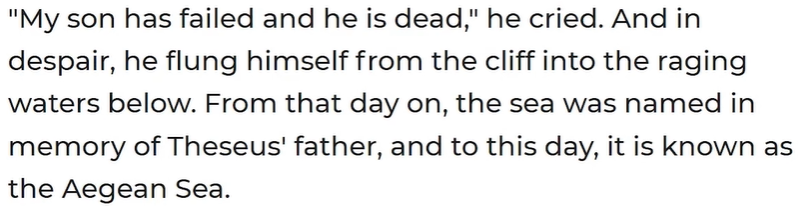 "My son has failed and he is dead," he cried. And in
despair, he flung himself from the cliff into the raging
waters below. From that day on, the sea was named in
memory of Theseus' father, and to this day, it is known as
the Aegean Sea.